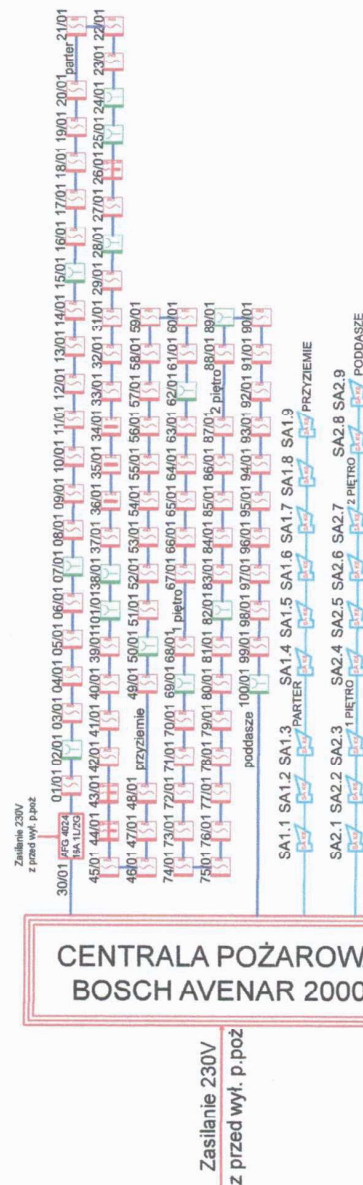 Zasilanie 230V
z przed wył. p.poż
30/01
AFG 4024
16A 1L/2G
01/01 02/01 03/01 04/01 05/01 06/01 07/01 08/01 09/01 10/01 11/01 12/01 13/01 14/01 15/01 16/01 17/01 18/01 19/01 20/01 21/01
parter
45/01 44/01 43/01 42/01 41/01 40/01 39/01 101/01 38/01 37/01 36/01 35/01 34/01 33/01 32/01 31/01 29/01 28/01 27/01 26/01 25/01 24/01 23/01 22/01
46/01 47/01 48/01 49/01 50/01 51/01 52/01 53/01 54/01 55/01 56/01 57/01 58/01 59/01
przyziemie
74/01 73/01 72/01 71/01 70/01 69/01 68/01 67/01 66/01 65/01 64/01 63/01 62/01 61/01 60/01
1 piętro
75/01 76/01 77/01 78/01 79/01 80/01 81/01 82/01 83/01 84/01 85/01 86/01 87/01 88/01 89/01
2 piętro
100/01 99/01 98/01 97/01 96/01 95/01 94/01 93/01 92/01 91/01 90/01
poddasze
SA1.1 SA1.2 SA1.3 SA1.4 SA1.5 SA1.6 SA1.7 SA1.8 SA1.9
PARTER
PRZYZIEMIE
SA2.1 SA2.2 SA2.3 SA2.4 SA2.5 SA2.6 SA2.7 SA2.8 SA2.9
1 PIĘTRO
2 PIĘTRO
PODDASZE
CENTRALA POŻAROW
BOSCH AVENAR 2000
Zasilanie 230V
z przed wył. p.poż